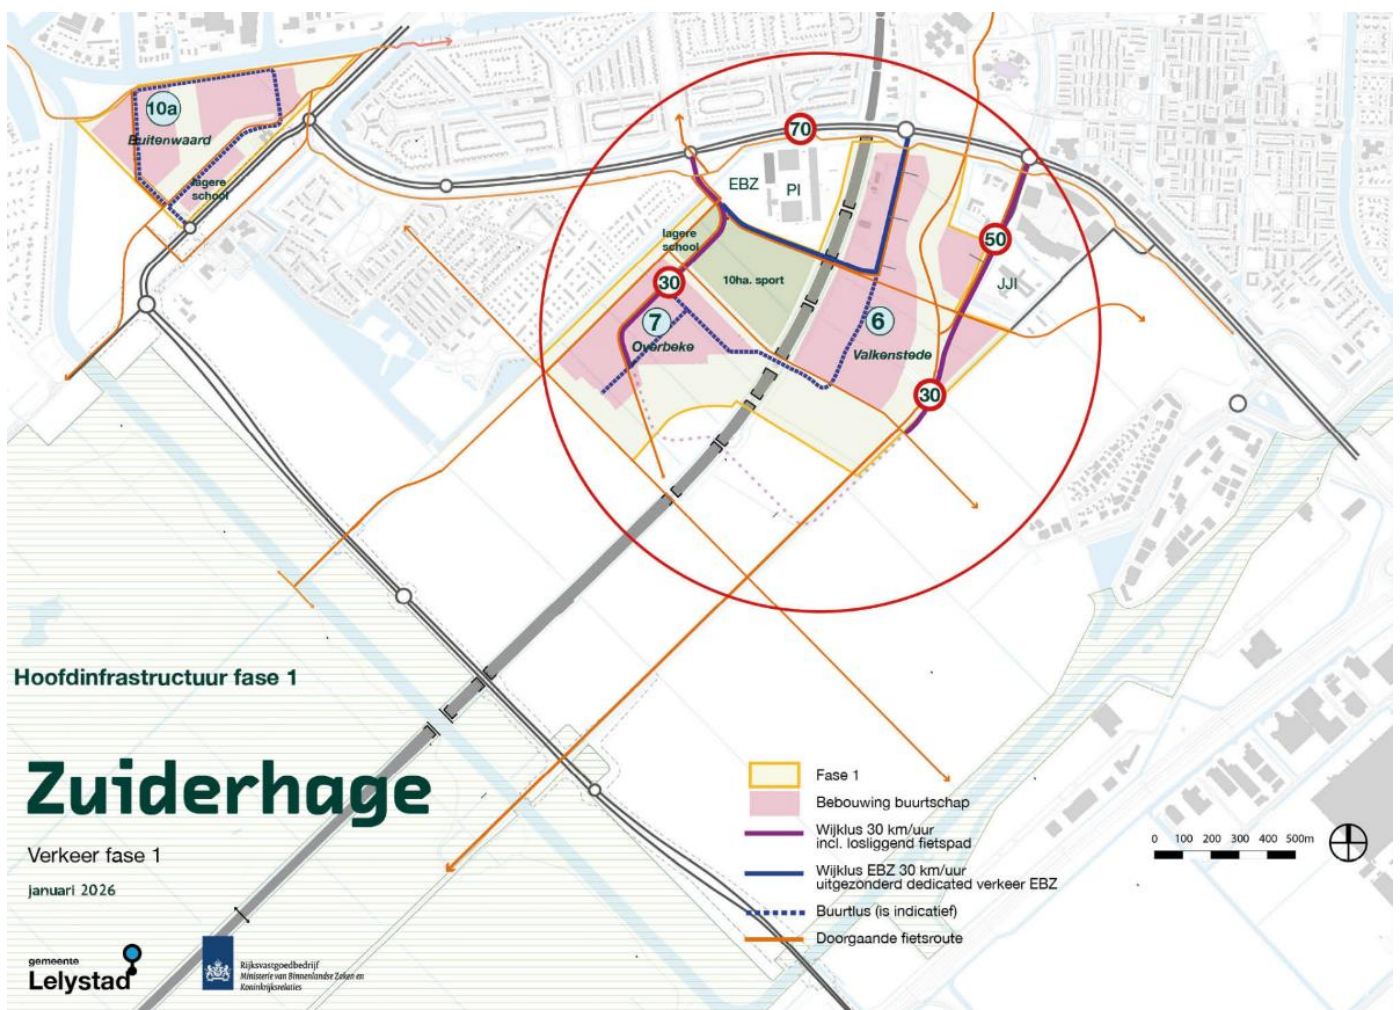 10a
Buitenwaard
lagere
school
70
EBZ
PI
lagere
school
50
10ha. sport
JJI
30
7
Overbeke
6
Valkenstede
30
Hoofdinfrastructuur fase 1
Zuiderhage
Verkeer fase 1
januari 2026
gemeente
Lelystad
Rijksvastgoedbedrijf
Ministerie van Binnenlandse Zaken en
Koninkrijksrelaties
Fase 1
Bebouwing buurtschap
Wijklus 30 km/uur
incl. losliggend fietspad
Wijklus EBZ 30 km/uur
uitgezonderd dedicated verkeer EBZ
Buurtlus (is indicatief)
Doorgaande fietsroute
0 100 200 300 400 500m